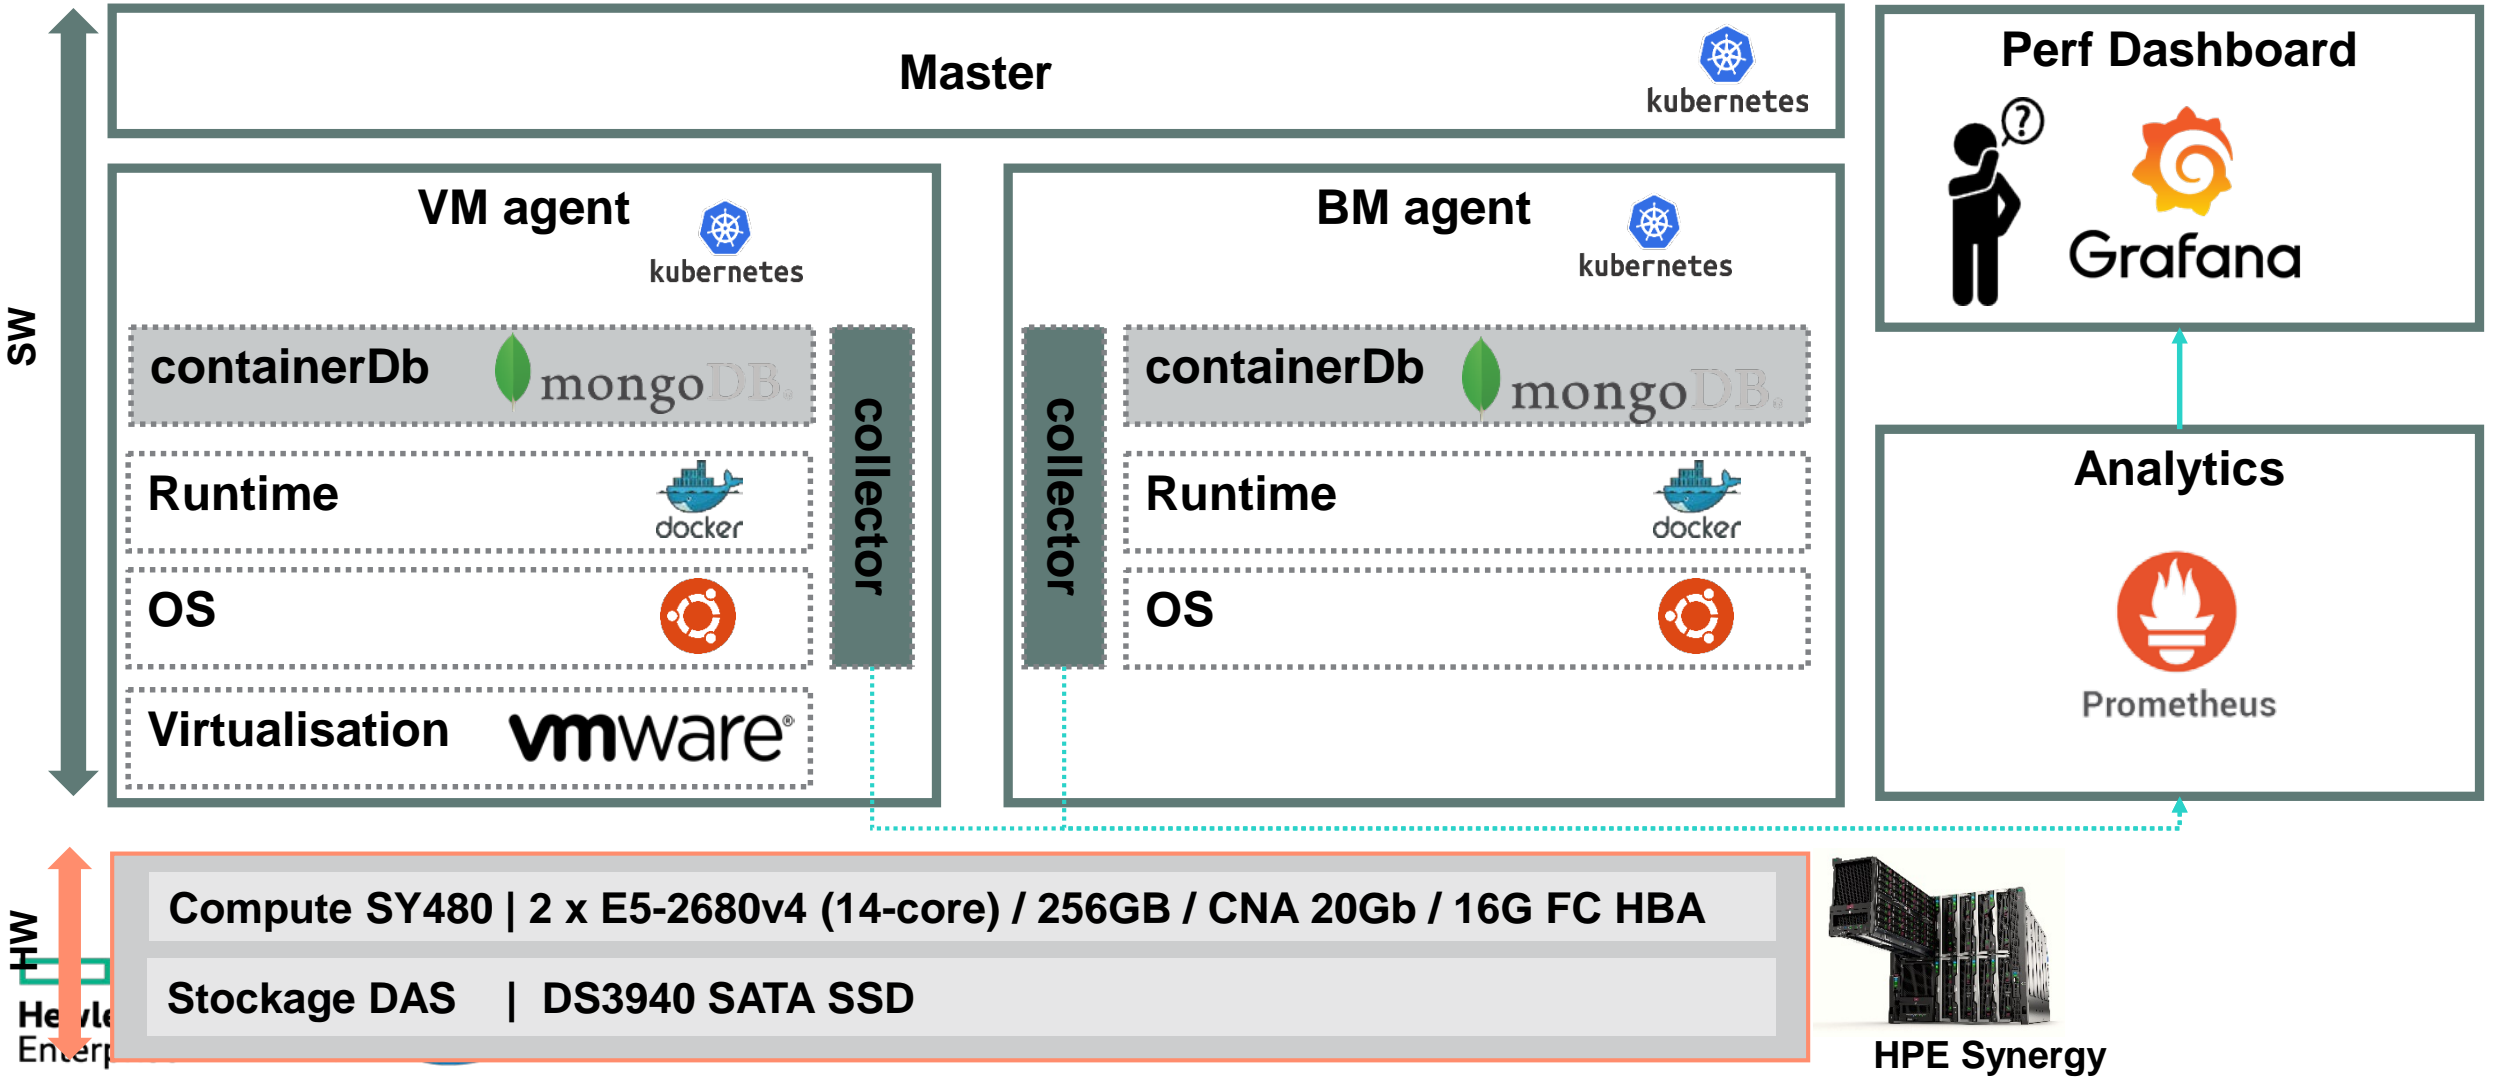 Master
kubernetes
Perf Dashboard
?
Grafana
SW
VM agent
kubernetes
containerDb
mongoDB.
Runtime
docker
OS
Virtualisation
vmware®
collector
BM agent
kubernetes
collector
containerDb
mongoDB.
Runtime
docker
OS
Analytics
Prometheus
HW
Compute SY480 | 2 x E5-2680v4 (14-core) / 256GB / CNA 20Gb / 16G FC HBA
Stockage DAS | DS3940 SATA SSD
HPE Synergy